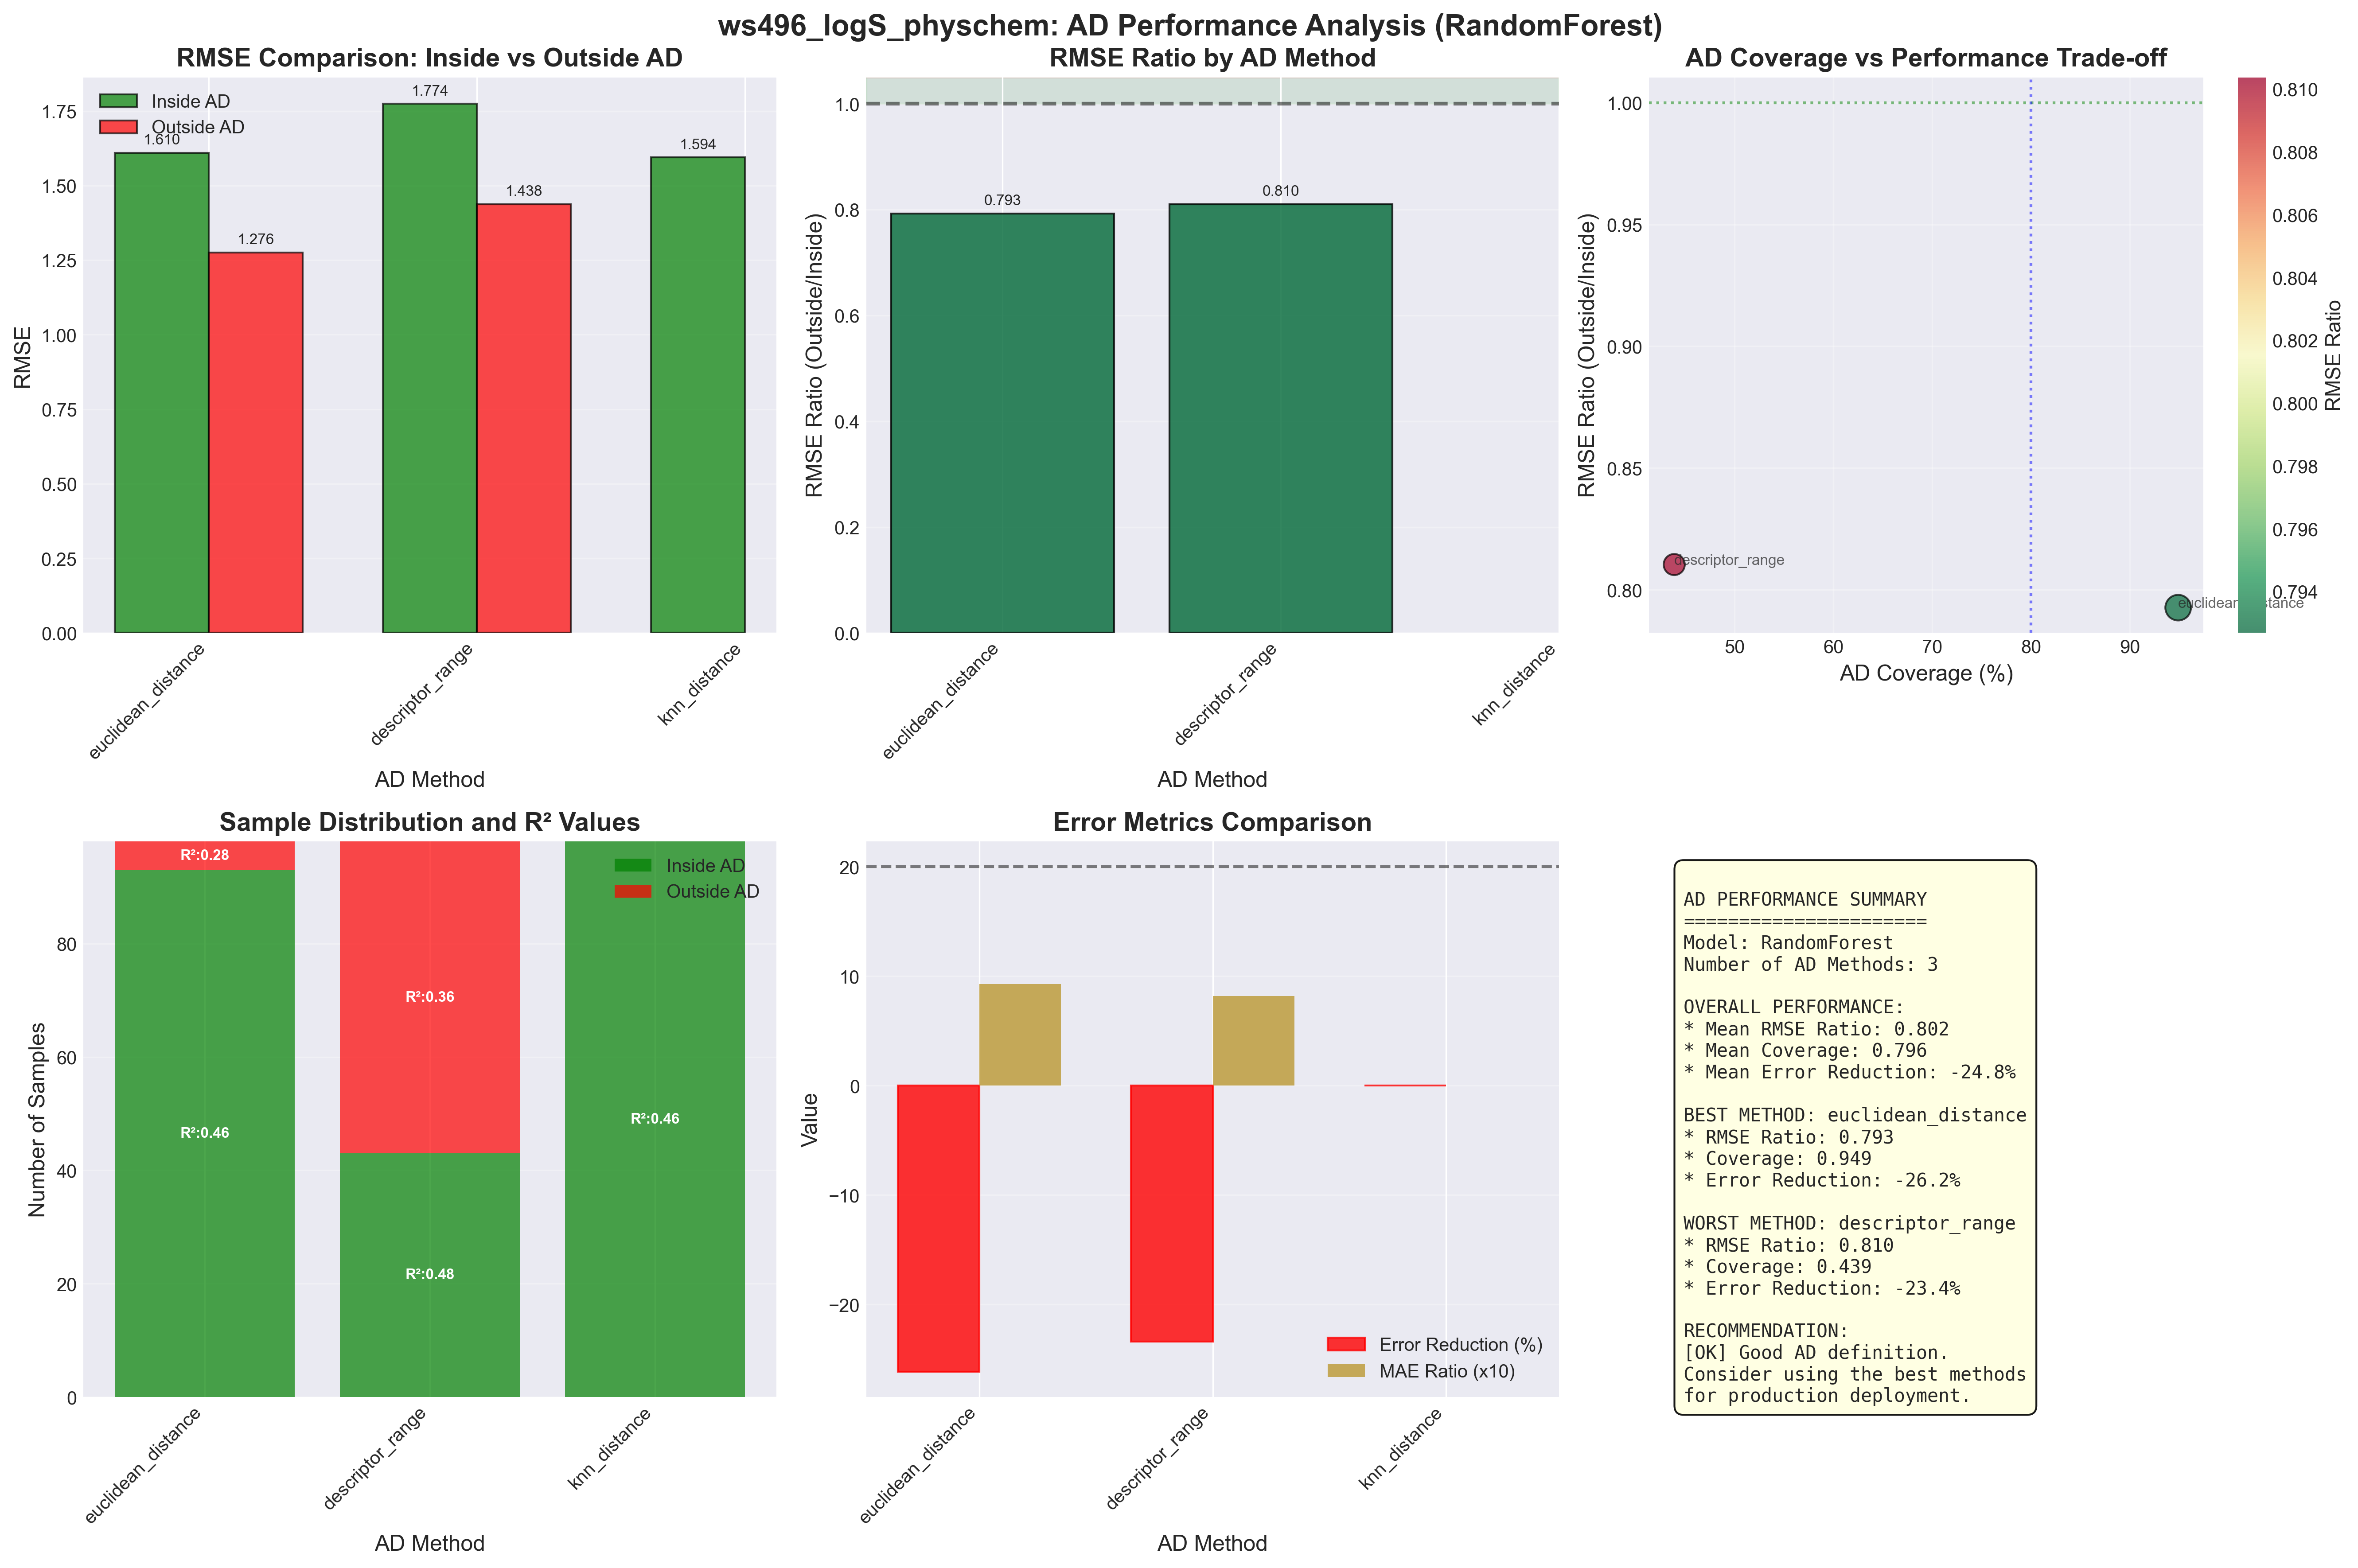 ws496_logS_physchem: AD Performance Analysis (RandomForest)
RMSE Comparison: Inside vs Outside AD
RMSE
1.75
1.50
1.25
1.00
0.75
0.50
0.25
0.00
Inside AD
Outside AD
1.610
1.276
1.774
1.438
1.594
euclidean_distance
descriptor_range
knn_distance
AD Method
RMSE Ratio by AD Method
RMSE Ratio (Outside/Inside)
1.0
0.8
0.6
0.4
0.2
0.0
0.793
0.810
euclidean_distance
descriptor_range
knn_distance
AD Method
AD Coverage vs Performance Trade-off
RMSE Ratio (Outside/Inside)
1.00
0.95
0.90
0.85
0.80
descriptor_range
euclidean_distance
50
60
70
80
90
AD Coverage (%)
0.810
0.808
0.806
0.804
0.802
0.800
0.798
0.796
0.794
RMSE Ratio
Sample Distribution and R² Values
Number of Samples
80
60
40
20
0
Inside AD
Outside AD
R²:0.28
R²:0.46
R²:0.36
R²:0.48
R²:0.46
euclidean_distance
descriptor_range
knn_distance
AD Method
Error Metrics Comparison
Value
20
10
0
−10
−20
Error Reduction (%)
MAE Ratio (x10)
euclidean_distance
descriptor_range
knn_distance
AD Method
AD PERFORMANCE SUMMARY
======================
Model: RandomForest
Number of AD Methods: 3
OVERALL PERFORMANCE:
* Mean RMSE Ratio: 0.802
* Mean Coverage: 0.796
* Mean Error Reduction: -24.8%
BEST METHOD: euclidean_distance
* RMSE Ratio: 0.793
* Coverage: 0.949
* Error Reduction: -26.2%
WORST METHOD: descriptor_range
* RMSE Ratio: 0.810
* Coverage: 0.439
* Error Reduction: -23.4%
RECOMMENDATION:
[OK] Good AD definition.
Consider using the best methods
for production deployment.